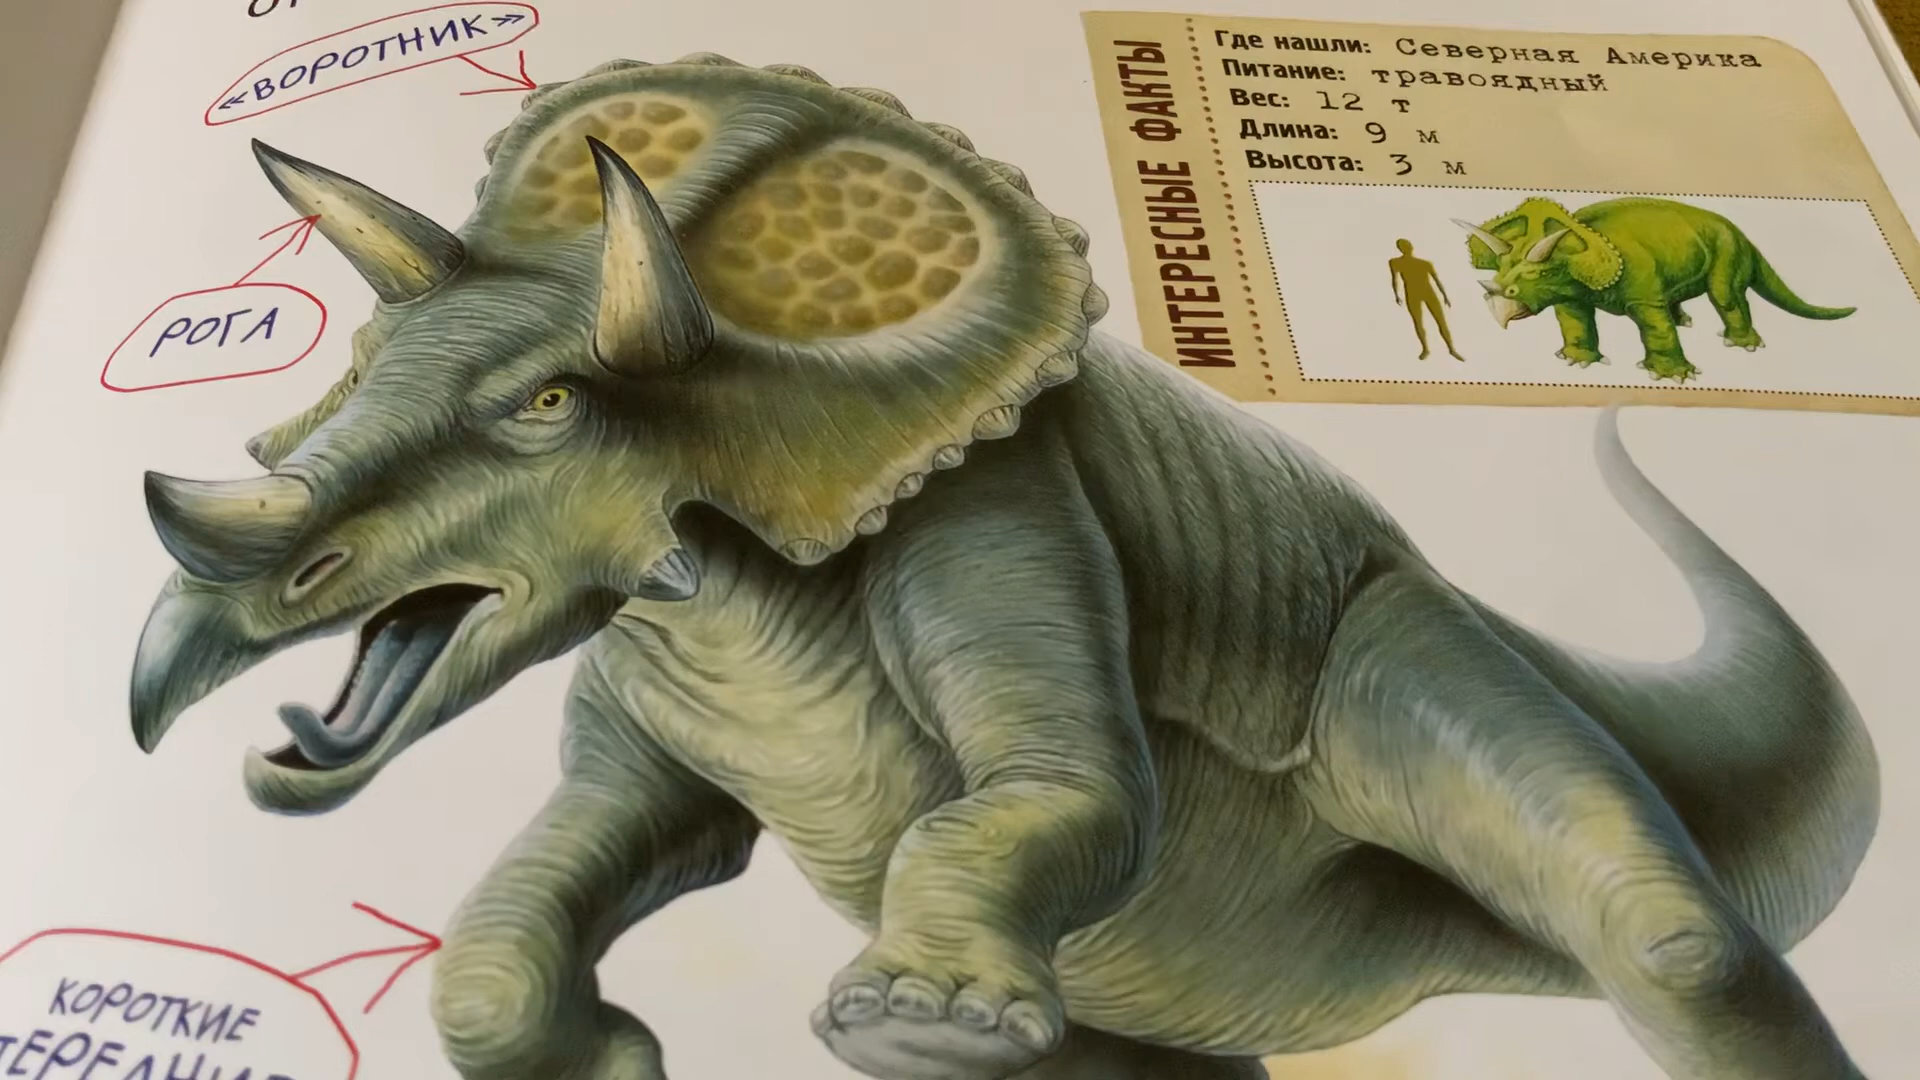 «ВОРОТНИК»
РОГА
КОРОТКИЕ
ИНТЕРЕСНЫЕ ФАКТЫ
Где нашли: Северная Америка
Питание: травоядный
Вес: 12 т
Длина: 9 м
Высота: 3 м